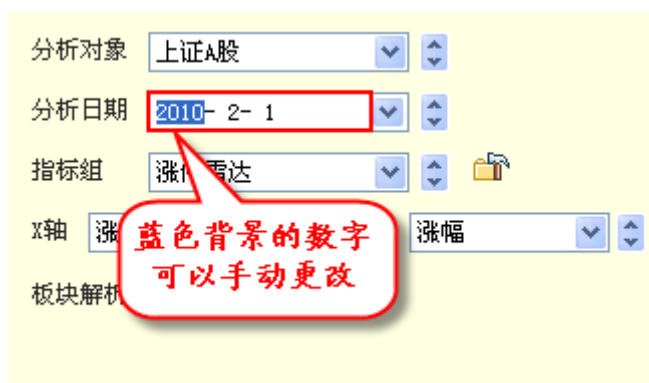 分析对象 上证A股
分析日期 2010- 2- 1
指标组 涨 雷达
X轴 涨 涨幅
蓝色背景的数字
可以手动更改
板块解析